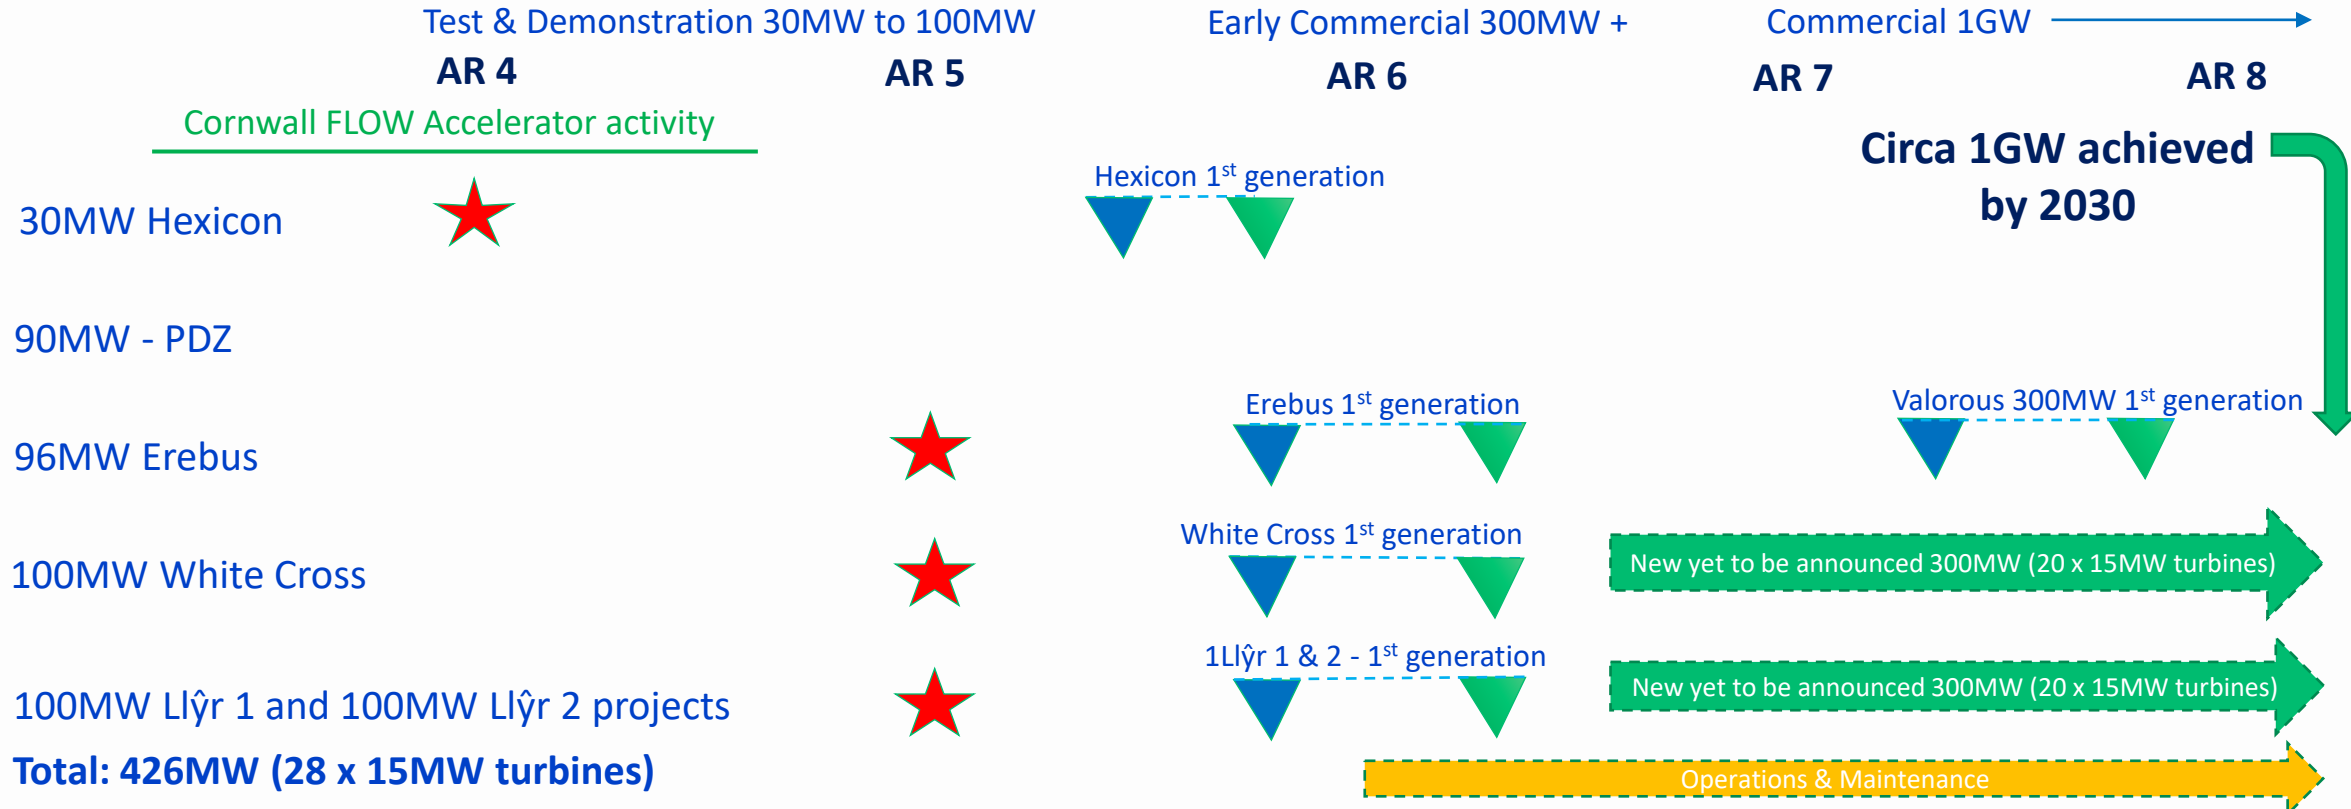 Test & Demonstration 30MW to 100MW
Early Commercial 300MW +
Commercial 1GW
AR 4
AR 5
AR 6
AR 7
AR 8
Cornwall FLOW Accelerator activity
Circa 1GW achieved
by 2030
Hexicon 1st generation
30MW Hexicon
90MW - PDZ
Erebus 1st generation
Valorous 300MW 1st generation
96MW Erebus
White Cross 1st generation
New yet to be announced 300MW (20 x 15MW turbines)
100MW White Cross
1Llŷr 1 & 2 - 1st generation
New yet to be announced 300MW (20 x 15MW turbines)
100MW Llŷr 1 and 100MW Llŷr 2 projects
Total: 426MW (28 x 15MW turbines)
Operations & Maintenance